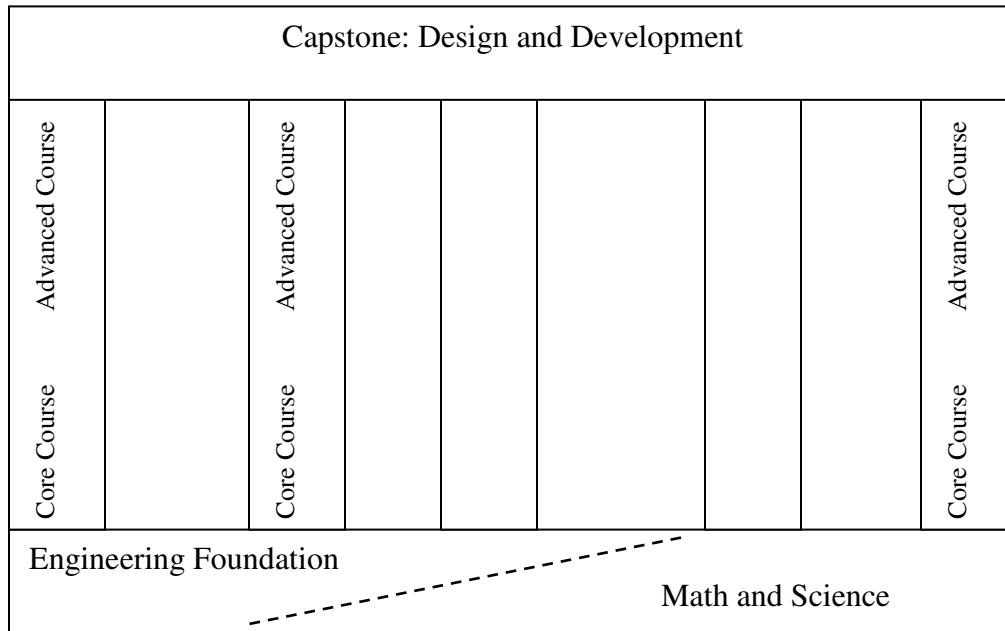 Capstone: Design and Development
Advanced Course
Advanced Course
Advanced Course
Core Course
Core Course
Core Course
Engineering Foundation
Math and Science